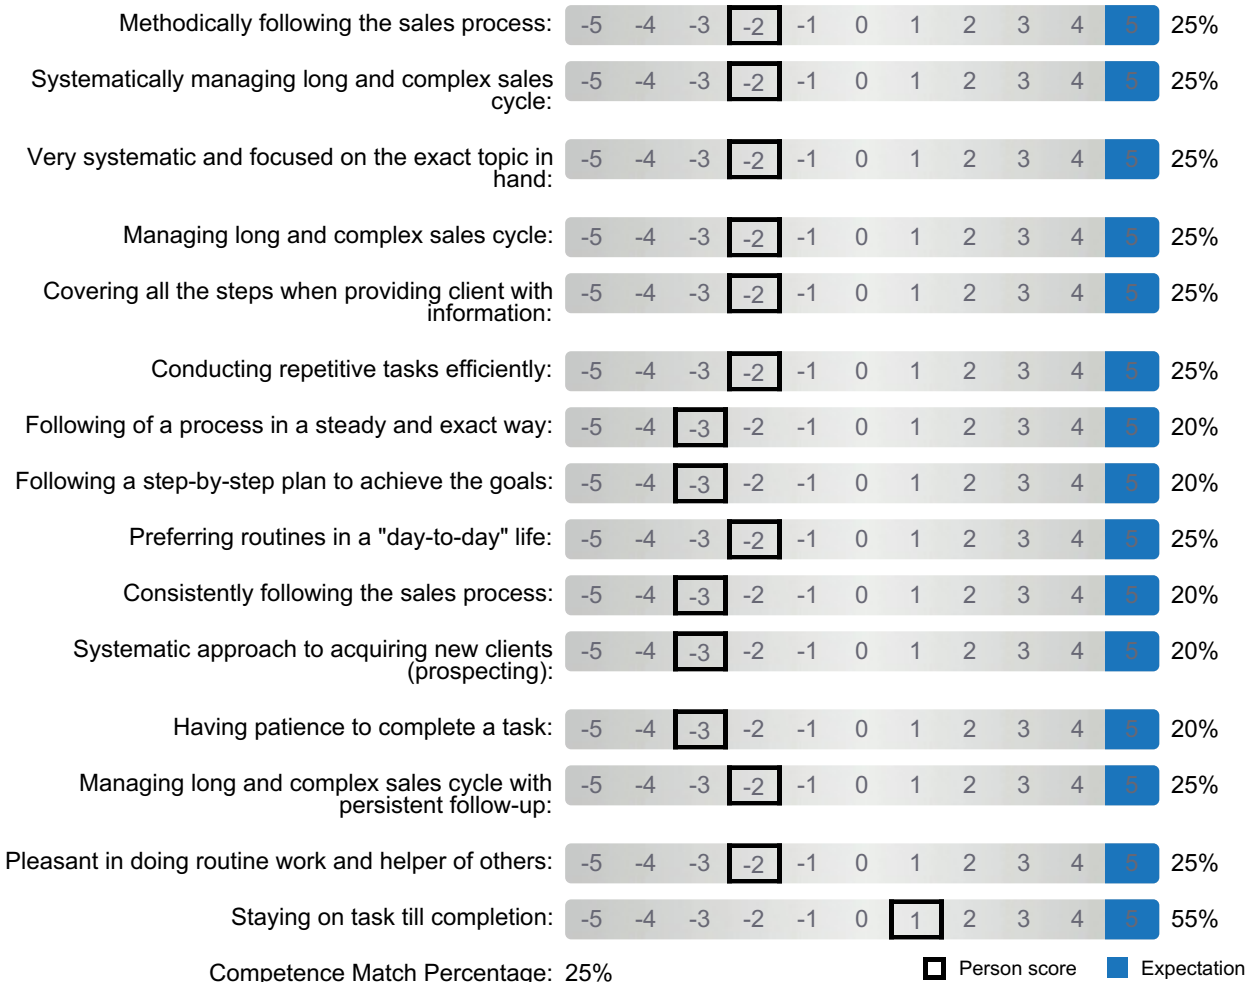 Methodically following the sales process: -5 -4 -3 -2 -1 0 1 2 3 4 5 25%
Systematically managing long and complex sales
cycle: -5 -4 -3 -2 -1 0 1 2 3 4 5 25%
Very systematic and focused on the exact topic in
hand: -5 -4 -3 -2 -1 0 1 2 3 4 5 25%
Managing long and complex sales cycle: -5 -4 -3 -2 -1 0 1 2 3 4 5 25%
Covering all the steps when providing client with
information: -5 -4 -3 -2 -1 0 1 2 3 4 5 25%
Conducting repetitive tasks efficiently: -5 -4 -3 -2 -1 0 1 2 3 4 5 25%
Following of a process in a steady and exact way: -5 -4 -3 -2 -1 0 1 2 3 4 5 20%
Following a step-by-step plan to achieve the goals: -5 -4 -3 -2 -1 0 1 2 3 4 5 20%
Preferring routines in a "day-to-day" life: -5 -4 -3 -2 -1 0 1 2 3 4 5 25%
Consistently following the sales process: -5 -4 -3 -2 -1 0 1 2 3 4 5 20%
Systematic approach to acquiring new clients
(prospecting): -5 -4 -3 -2 -1 0 1 2 3 4 5 20%
Having patience to complete a task: -5 -4 -3 -2 -1 0 1 2 3 4 5 20%
Managing long and complex sales cycle with
persistent follow-up: -5 -4 -3 -2 -1 0 1 2 3 4 5 25%
Pleasant in doing routine work and helper of others: -5 -4 -3 -2 -1 0 1 2 3 4 5 25%
Staying on task till completion: -5 -4 -3 -2 -1 0 1 2 3 4 5 55%
Competence Match Percentage: 25% Person score Expectation